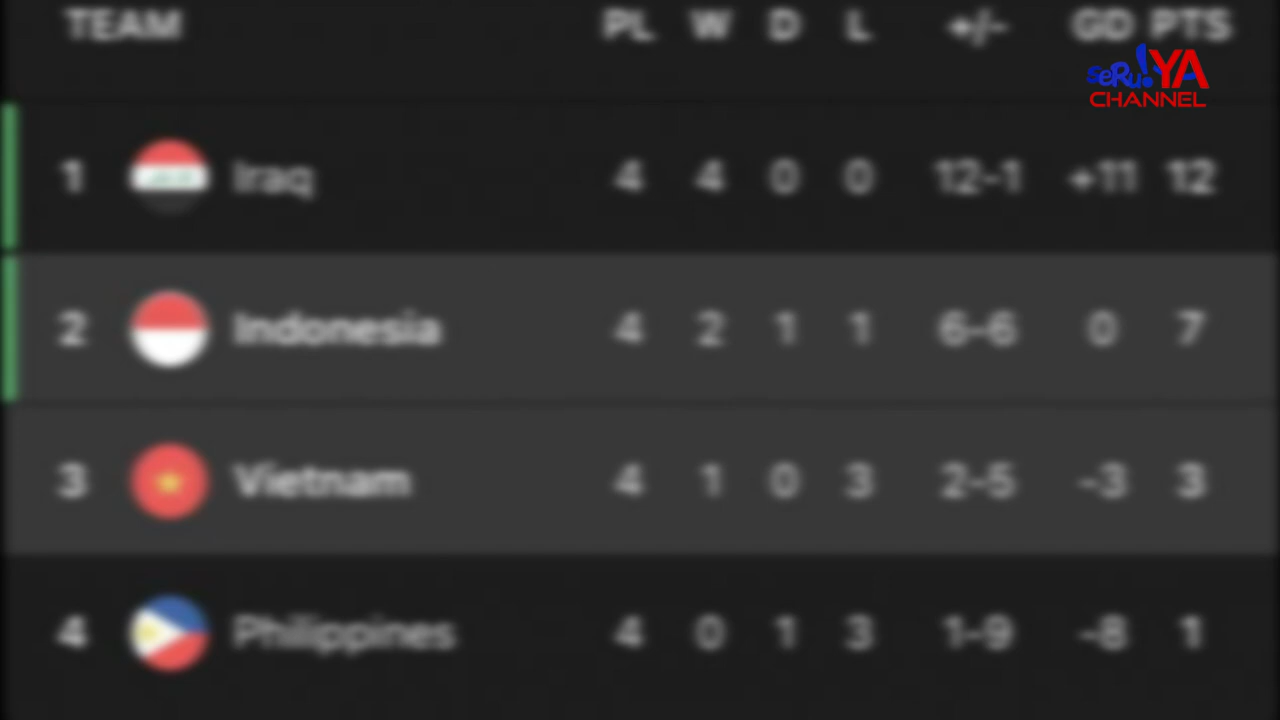 TEAM PL W D L +/- GD PTS
seRu!YA
CHANNEL
1 Iraq 4 4 0 0 12-1 +11 12
2 Indonesia 4 2 1 1 6-6 0 7
3 Vietnam 4 1 0 3 2-5 -3 3
4 Philippines 4 0 1 3 1-9 -8 1